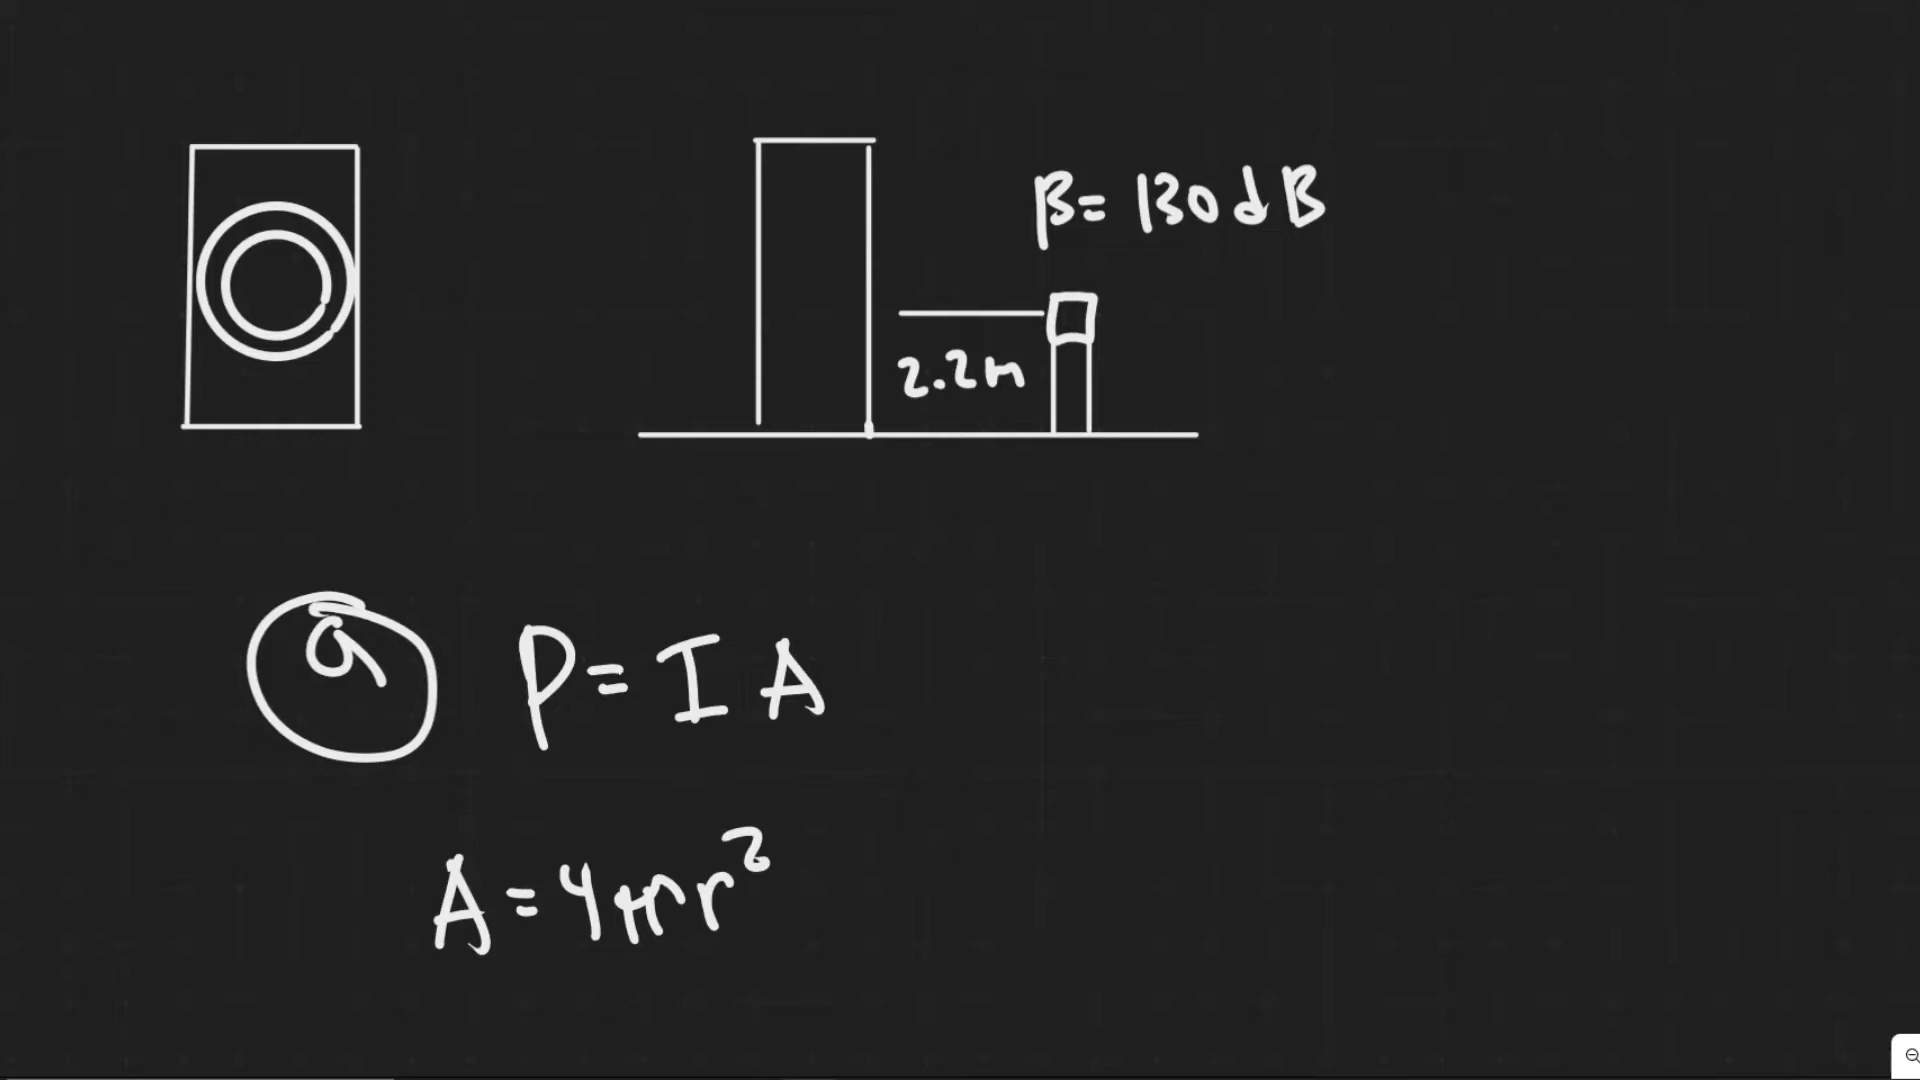 β= 130 dB
2.2m
a P= I A
A = 4πr²